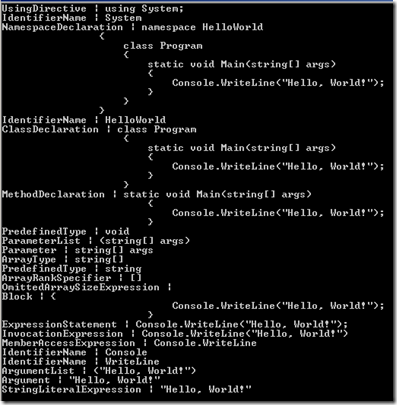 UsingDirective | using System;
IdentifierName | System
NamespaceDeclaration | namespace HelloWorld
{
class Program
{
static void Main(string[] args)
{
Console.WriteLine("Hello, World!");
}
}
}
IdentifierName | HelloWorld
ClassDeclaration | class Program
{
static void Main(string[] args)
{
Console.WriteLine("Hello, World!");
}
}
MethodDeclaration | static void Main(string[] args)
{
Console.WriteLine("Hello, World!");
}
PredefinedType | void
ParameterList | (string[] args)
Parameter | string[] args
ArrayType | string[]
PredefinedType | string
ArrayRankSpecifier | []
OmittedArraySizeExpression |
Block | {
Console.WriteLine("Hello, World!");
}
ExpressionStatement | Console.WriteLine("Hello, World!");
InvocationExpression | Console.WriteLine("Hello, World!")
MemberAccessExpression | Console.WriteLine
IdentifierName | Console
IdentifierName | WriteLine
ArgumentList | ("Hello, World!")
Argument | "Hello, World!"
StringLiteralExpression | "Hello, World!"